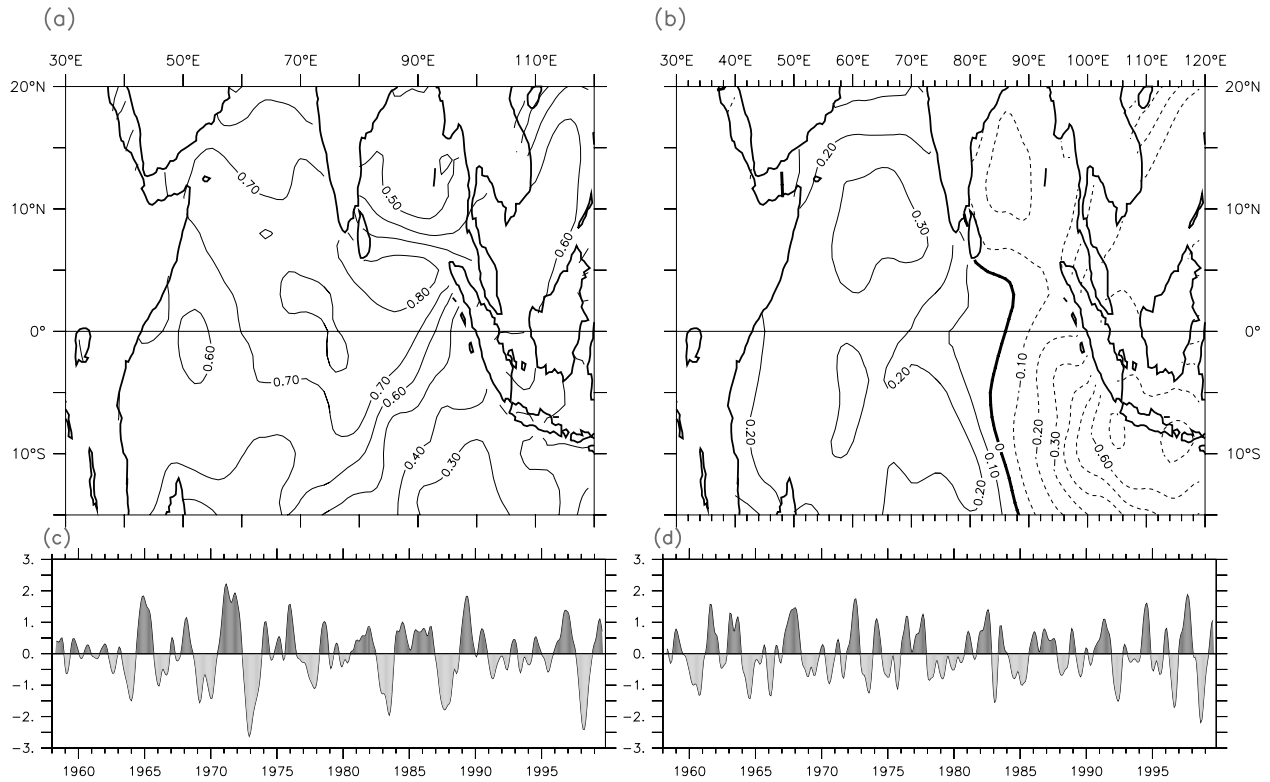 (a) (b)
30°E 50°E 70°E 90°E 110°E 30°E 40°E 50°E 60°E 70°E 80°E 90°E 100°E 110°E 120°E
20°N 20°N
0.70 0.50 0.60 0.20 0.30
10°N 10°N
0.80
0° 0°
0.60 0.70 0.70 0.60 0.20 0.10
0.40 0.30 0.20 0 0.10 0.20 0.20 0.30 0.60
10°S 10°S
(c) (d)
3. 3.
2. 2.
1. 1.
0. 0.
−1. −1.
−2. −2.
−3. −3.
1960 1965 1970 1975 1980 1985 1990 1995 1960 1965 1970 1975 1980 1985 1990 1995